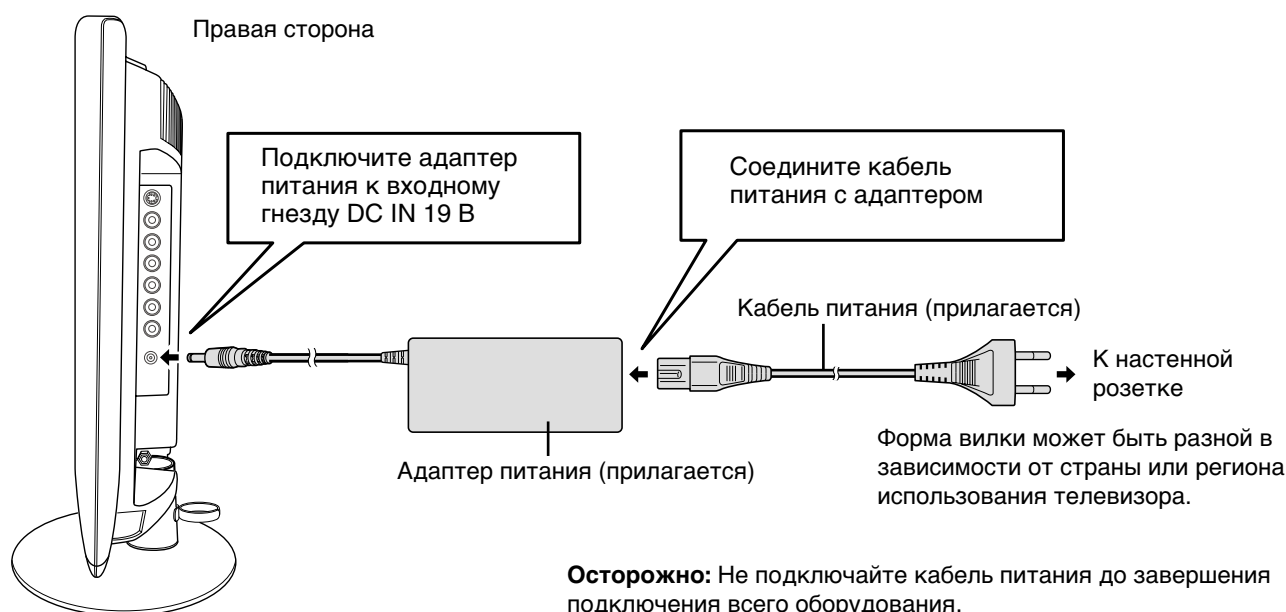 Правая сторона
Подключите адаптер
питания к входному
гнезду DC IN 19 В
Соедините кабель
питания с адаптером
Кабель питания (прилагается)
К настенной
розетке
Адаптер питания (прилагается)
Форма вилки может быть разной в
зависимости от страны или региона
использования телевизора.
Осторожно: Не подключайте кабель питания до завершения
подключения всего оборудования.